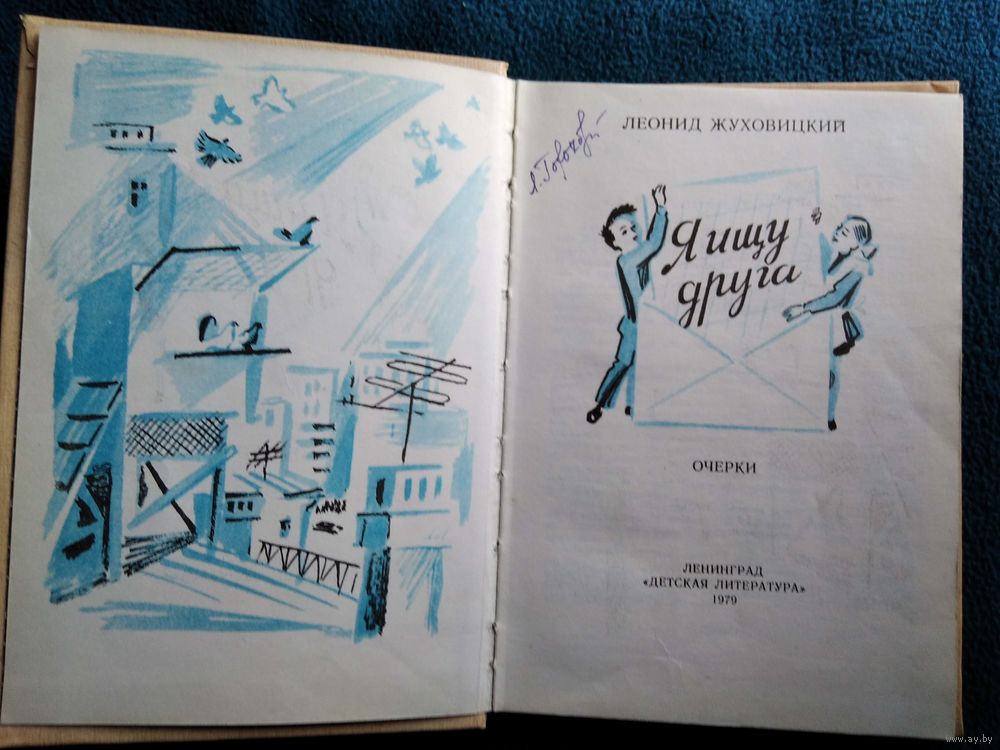 ЛЕОНИД ЖУХОВИЦКИЙ
Я ищу
друга
ОЧЕРКИ
ЛЕНИНГРАД
«ДЕТСКАЯ ЛИТЕРАТУРА»
1979
www.ay.by